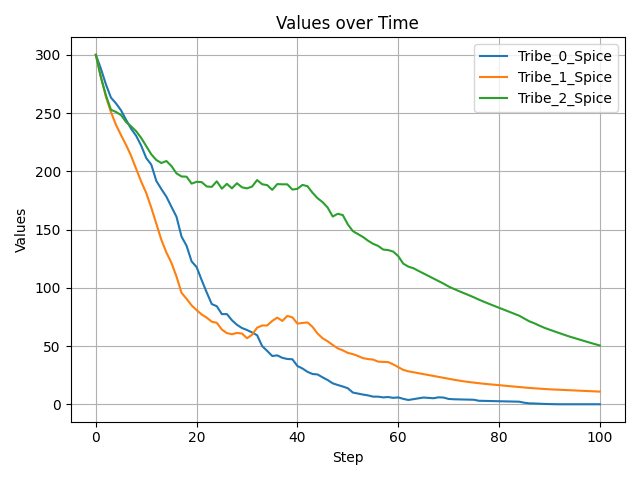 Values over Time
Tribe_0_Spice
Tribe_1_Spice
Tribe_2_Spice
Values
300
250
200
150
100
50
0
0 20 40 60 80 100
Step